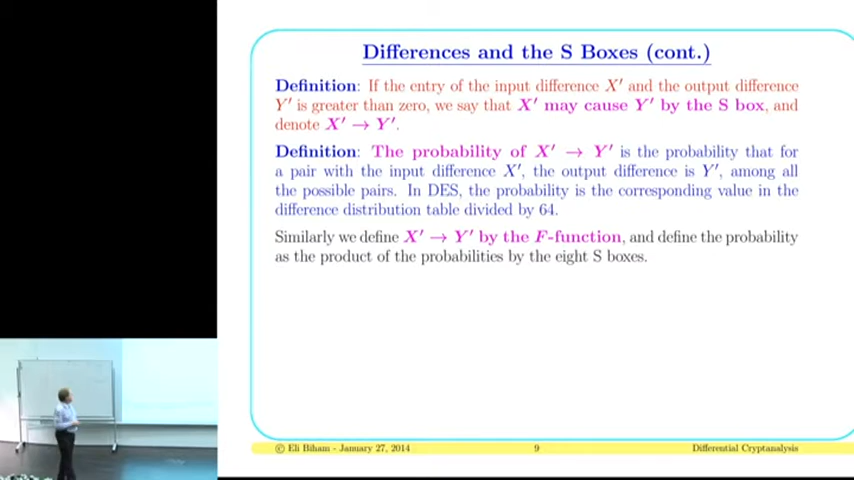 Differences and the S Boxes (cont.)
Definition: If the entry of the input difference X′ and the output difference
Y′ is greater than zero, we say that X′ may cause Y′ by the S box, and
denote X′ → Y′.
Definition: The probability of X′ → Y′ is the probability that for
a pair with the input difference X′, the output difference is Y′, among all
the possible pairs. In DES, the probability is the corresponding value in the
difference distribution table divided by 64.
Similarly we define X′ → Y′ by the F-function, and define the probability
as the product of the probabilities by the eight S boxes.
© Eli Biham - January 27, 2014 9 Differential Cryptanalysis